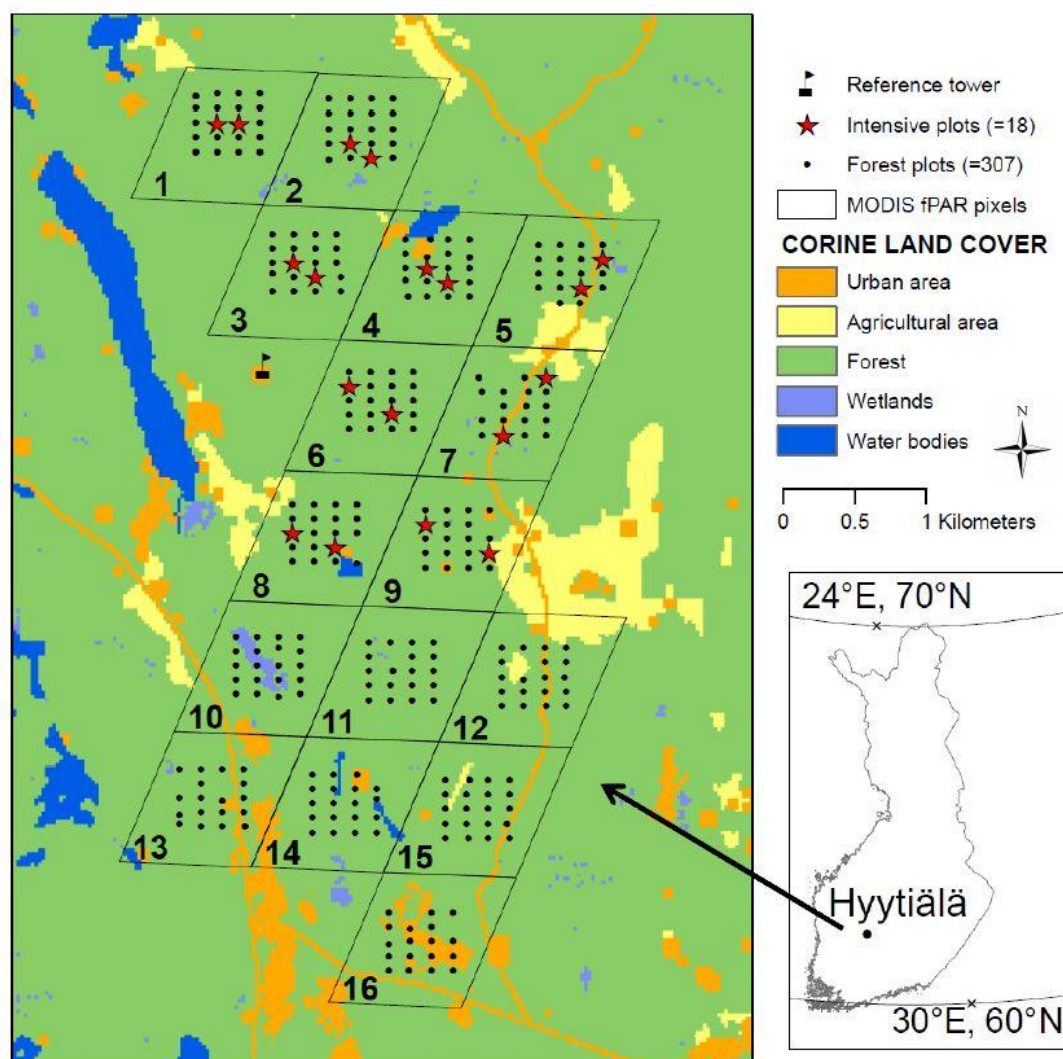 1
2
3
4
5
6
7
8
9
10
11
12
13
14
15
16
Reference tower
Intensive plots (=18)
Forest plots (=307)
MODIS fPAR pixels
CORINE LAND COVER
Urban area
Agricultural area
Forest
Wetlands
Water bodies
N
0 0.5 1 Kilometers
24°E, 70°N
Hyytiälä
30°E, 60°N